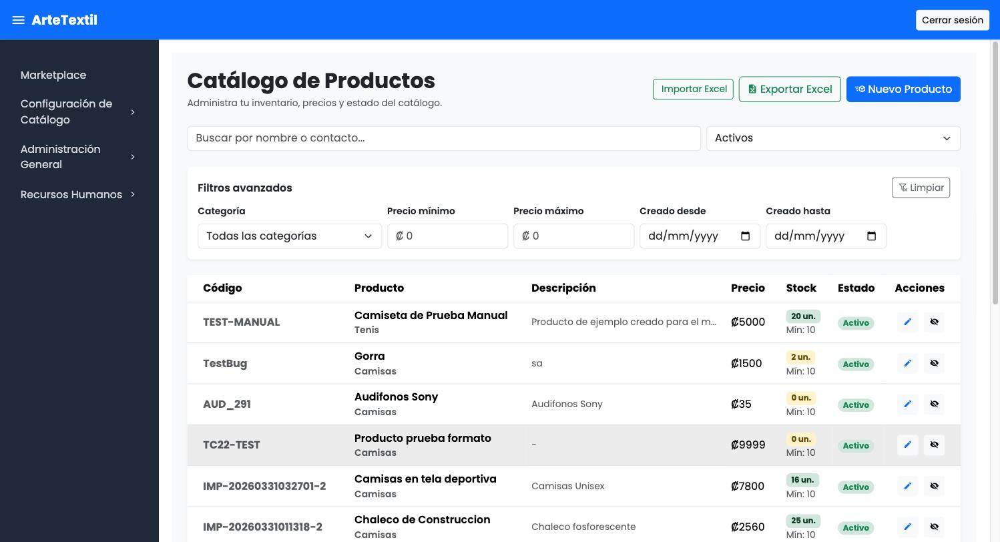 ArteTextil
Cerrar sesión
Marketplace
Configuración de
Catálogo
Administración
General
Recursos Humanos
Catálogo de Productos
Administra tu inventario, precios y estado del catálogo.
Importar Excel
Exportar Excel
Nuevo Producto
Buscar por nombre o contacto...
Activos
Filtros avanzados
Limpiar
Categoría Precio mínimo Precio máximo Creado desde Creado hasta
Todas las categorías ₡ 0 ₡ 0 dd/mm/yyyy dd/mm/yyyy
Código Producto Descripción Precio Stock Estado Acciones
TEST-MANUAL Camiseta de Prueba Manual Producto de ejemplo creado para el m... ₡5000 20 un. Activo
Tenis Mín: 10
TestBug Gorra sa ₡1500 2 un. Activo
Camisas Mín: 10
AUD_291 Audifonos Sony Audifonos Sony ₡35 0 un. Activo
Camisas Mín: 10
TC22-TEST Producto prueba formato - ₡9999 0 un. Activo
Camisas Mín: 10
IMP-20260331032701-2 Camisas en tela deportiva Camisas Unisex ₡7800 16 un. Activo
Camisas Mín: 10
IMP-20260331011318-2 Chaleco de Construccion Chaleco fosforescente ₡2560 25 un. Activo
Camisas Mín: 10